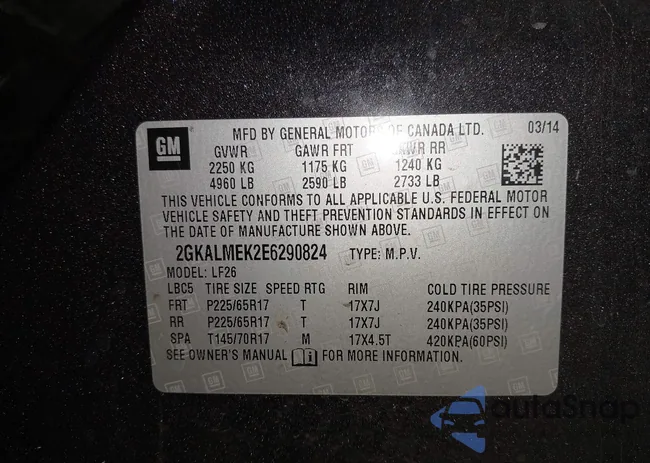 GM
MFD BY GENERAL MOTORS OF CANADA LTD. 03/14
GVWR GAWR FRT GAWR RR
2250 KG 1175 KG 1240 KG
4960 LB 2590 LB 2733 LB
THIS VEHICLE CONFORMS TO ALL APPLICABLE U.S. FEDERAL MOTOR
VEHICLE SAFETY AND THEFT PREVENTION STANDARDS IN EFFECT ON
THE DATE OF MANUFACTURE SHOWN ABOVE.
2GKALMEK2E6290824 TYPE: M.P.V.
MODEL: LF26
LBC5 TIRE SIZE SPEED RTG RIM COLD TIRE PRESSURE
FRT P225/65R17 T 17X7J 240KPA(35PSI)
RR P225/65R17 T 17X7J 240KPA(35PSI)
SPA T145/70R17 M 17X4.5T 420KPA(60PSI)
SEE OWNER'S MANUAL FOR MORE INFORMATION.
autoSnap